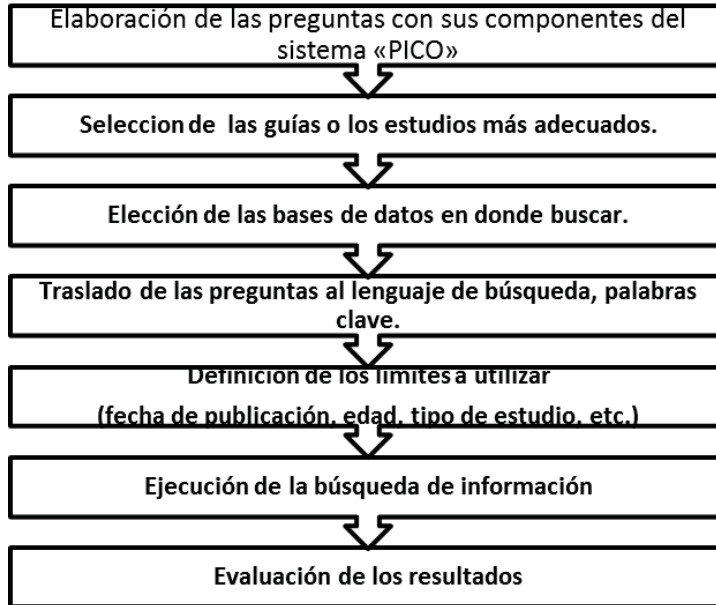 Elaboración de las preguntas con sus componentes del
sistema «PICO»
Seleccion de las guías o los estudios más adecuados.
Elección de las bases de datos en donde buscar.
Traslado de las preguntas al lenguaje de búsqueda, palabras
clave.
Definición de los límites a utilizar
(fecha de publicación, edad, tipo de estudio, etc.)
Ejecución de la búsqueda de información
Evaluación de los resultados